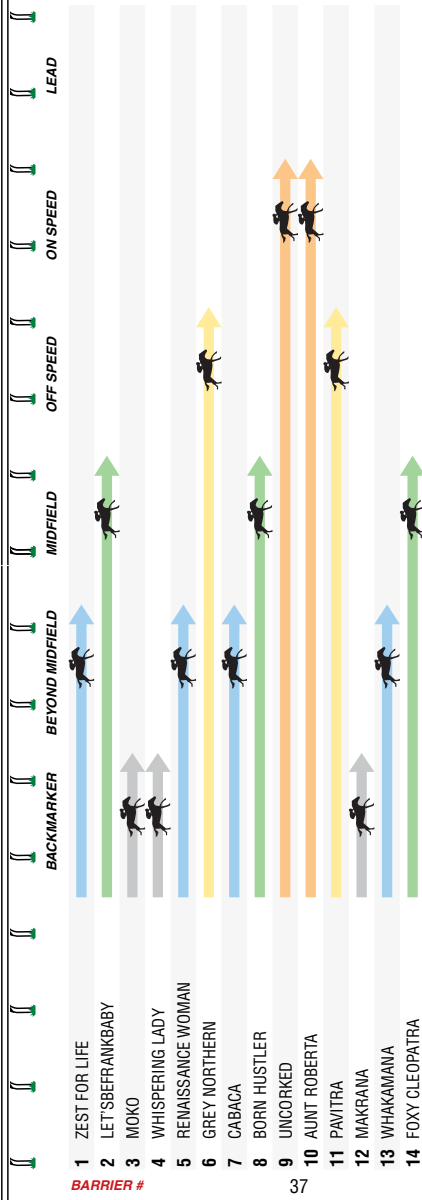 BACKMARKER BEYOND MIDFIELD MIDFIELD OFF SPEED ON SPEED LEAD
1 ZEST FOR LIFE
2 LET'SBEFRANKBABY
3 MOKO
4 WHISPERING LADY
5 RENAISSANCE WOMAN
6 GREY NORTHERN
7 CABACA
8 BORN HUSTLER
9 UNCORKED
10 AUNT ROBERTA
11 PAVITRA
12 MAKRANA
13 WHAKAMANA
14 FOXY CLEOPATRA
BARRIER #
37